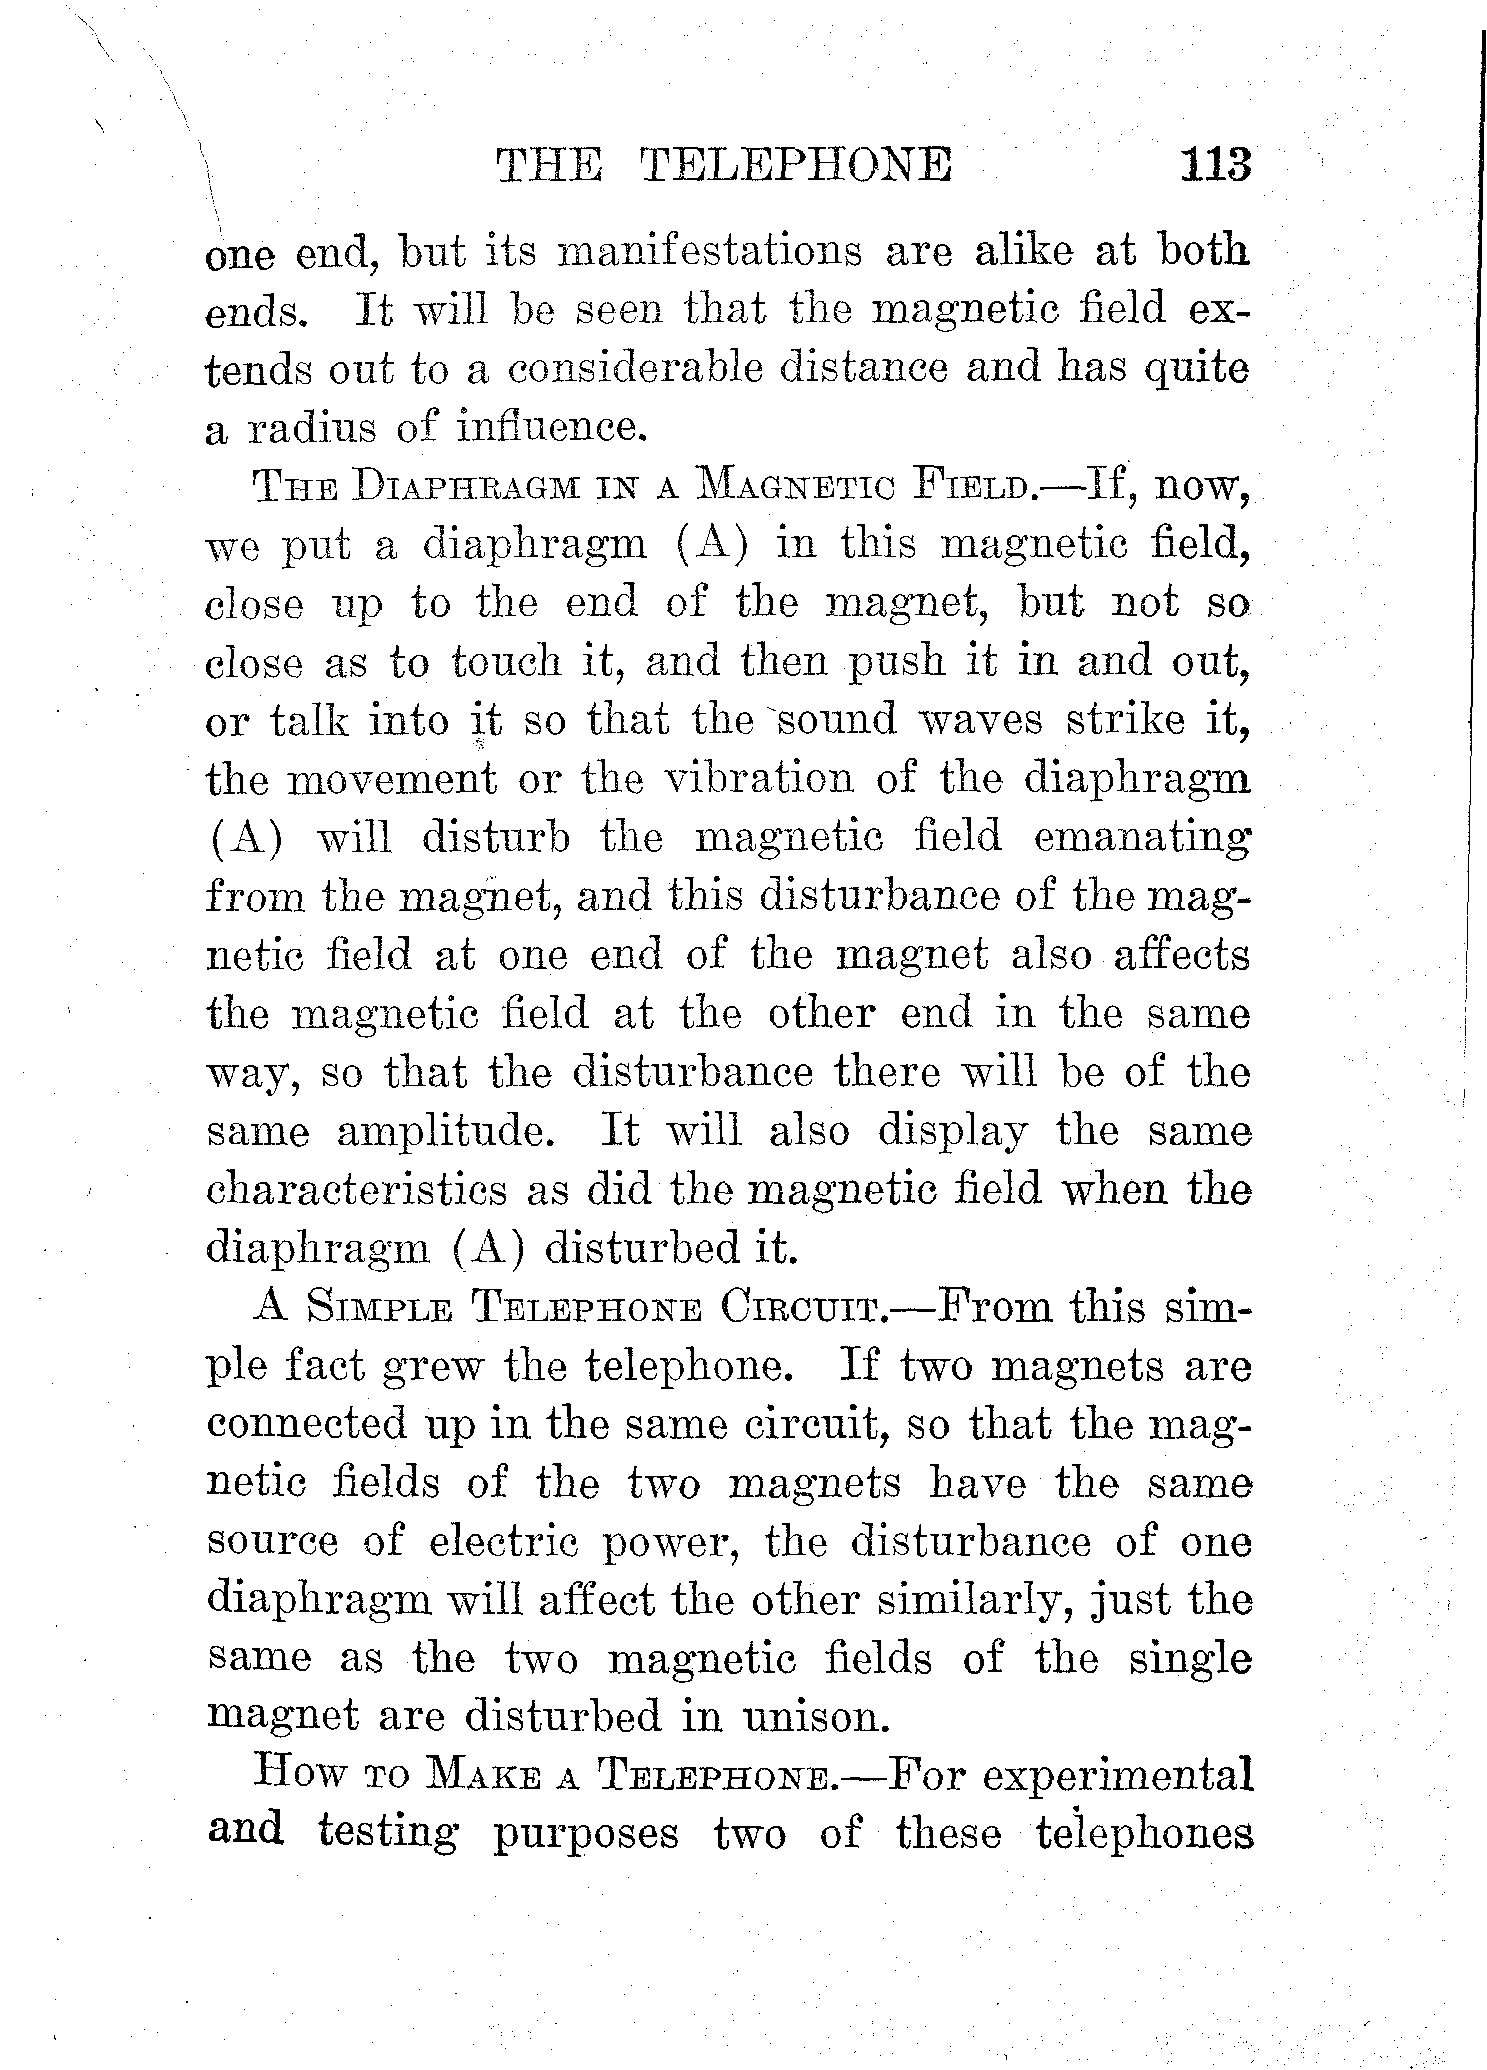 THE TELEPHONE 113
one end, but its manifestations are alike at both
ends. It will be seen that the magnetic field ex-
tends out to a considerable distance and has quite
a radius of influence.
THE DIAPHRAGM IN A MAGNETIC FIELD.—If, now,
we put a diaphragm (A) in this magnetic field,
close up to the end of the magnet, but not so
close as to touch it, and then push it in and out,
or talk into it so that the sound waves strike it,
the movement or the vibration of the diaphragm
(A) will disturb the magnetic field emanating
from the magnet, and this disturbance of the mag-
netic field at one end of the magnet also affects
the magnetic field at the other end in the same
way, so that the disturbance there will be of the
same amplitude. It will also display the same
characteristics as did the magnetic field when the
diaphragm (A) disturbed it.
A SIMPLE TELEPHONE CIRCUIT.—From this sim-
ple fact grew the telephone. If two magnets are
connected up in the same circuit, so that the mag-
netic fields of the two magnets have the same
source of electric power, the disturbance of one
diaphragm will affect the other similarly, just the
same as the two magnetic fields of the single
magnet are disturbed in unison.
HOW TO MAKE A TELEPHONE.—For experimental
and testing purposes two of these telephones